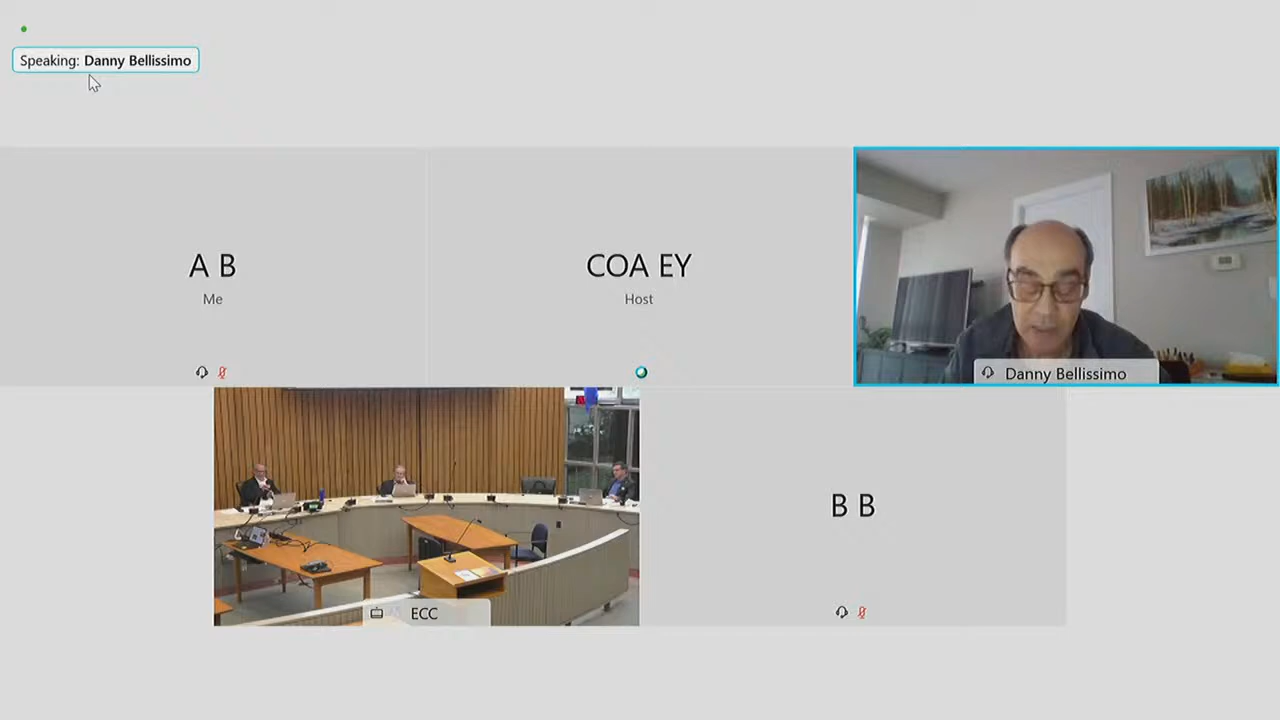 Speaking: Danny Bellissimo
A B
Me
COA EY
Host
Danny Bellissimo
ECC
B B